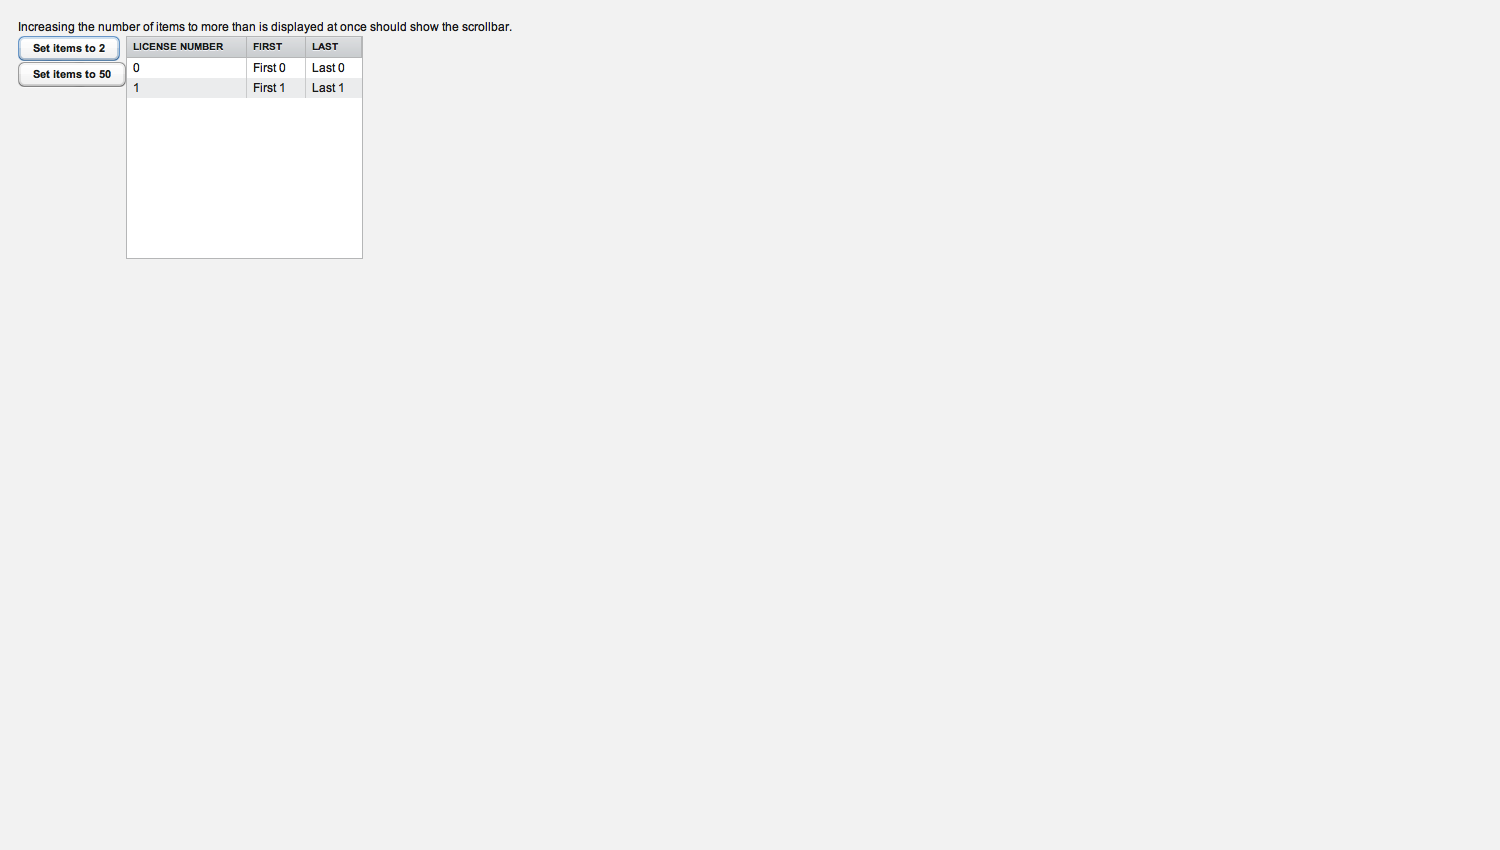 Increasing the number of items to more than is displayed at once should show the scrollbar.
Set items to 2
Set items to 50
LICENSE NUMBER FIRST LAST
0 First 0 Last 0
1 First 1 Last 1